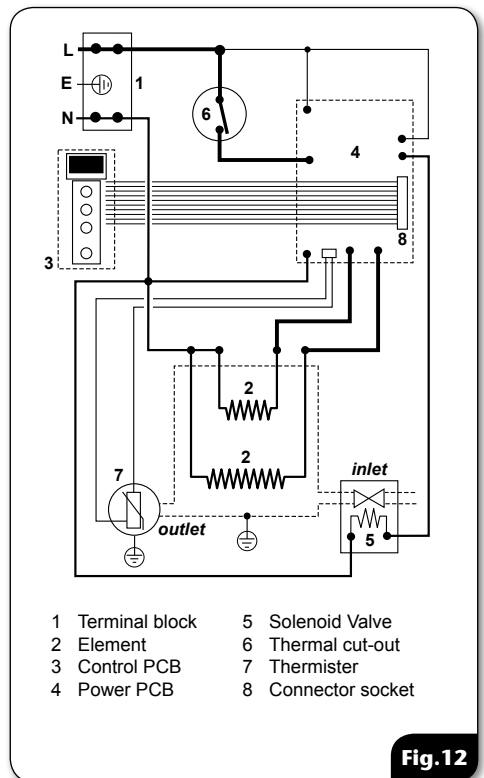 L
E 1
N
6
4
3
8
2
2
7
inlet
outlet
5
1 Terminal block
2 Element
3 Control PCB
4 Power PCB
5 Solenoid Valve
6 Thermal cut-out
7 Thermister
8 Connector socket
Fig.12